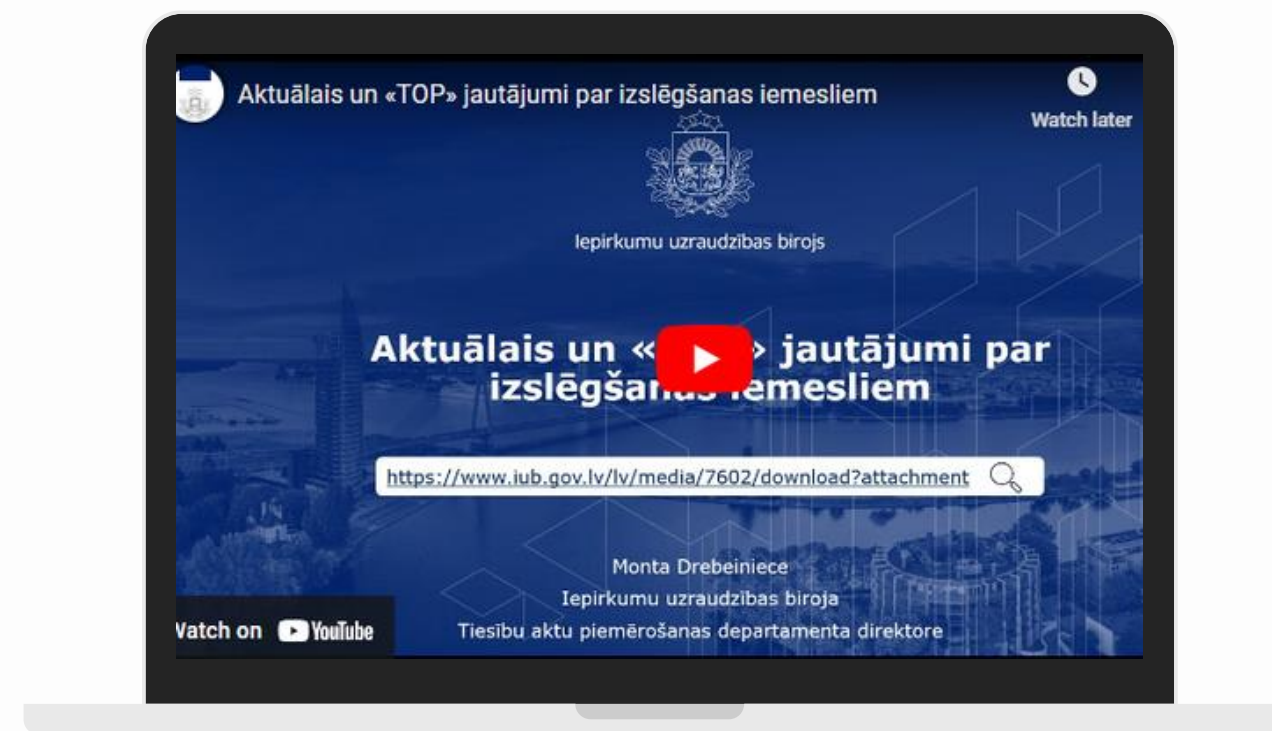 Aktuālais un «TOP» jautājumi par izslēgšanas iemesliem
Watch later
Iepirkumu uzraudzības birojs
Aktuālais un « » jautājumi par
izslēgšanas iemesliem
https://www.iub.gov.lv/lv/media/7602/download?attachment
Monta Drebeiniece
Iepirkumu uzraudzības biroja
Tiesību aktu piemērošanas departamenta direktore
Watch on YouTube